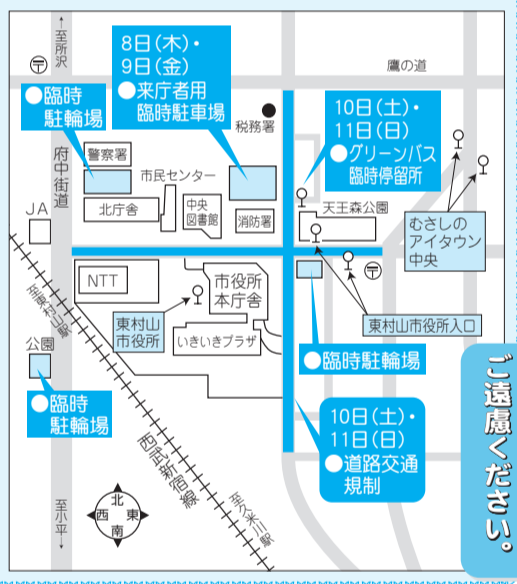 ↑至所沢
〒
鷹の道
8日(木)・
9日(金)
●来庁者用
臨時駐車場
●臨時
駐輪場
税務署
10日(土)・
11日(日)
●グリーンバス
臨時停留所
府中街道
警察署
市民センター
北庁舎
中央
図書館
消防署
天王森公園
むさしの
アイタウン
中央
JA
至東村山駅
NTT
市役所
本庁舎
〒
東村山
市役所
いきいきプラザ
東村山市役所入口
公園
●臨時駐輪場
●臨時
駐輪場
ご遠慮ください。
10日(土)・
11日(日)
●道路交通
規制
西武新宿線
至小平↓
北
西 東
南
至久米川駅